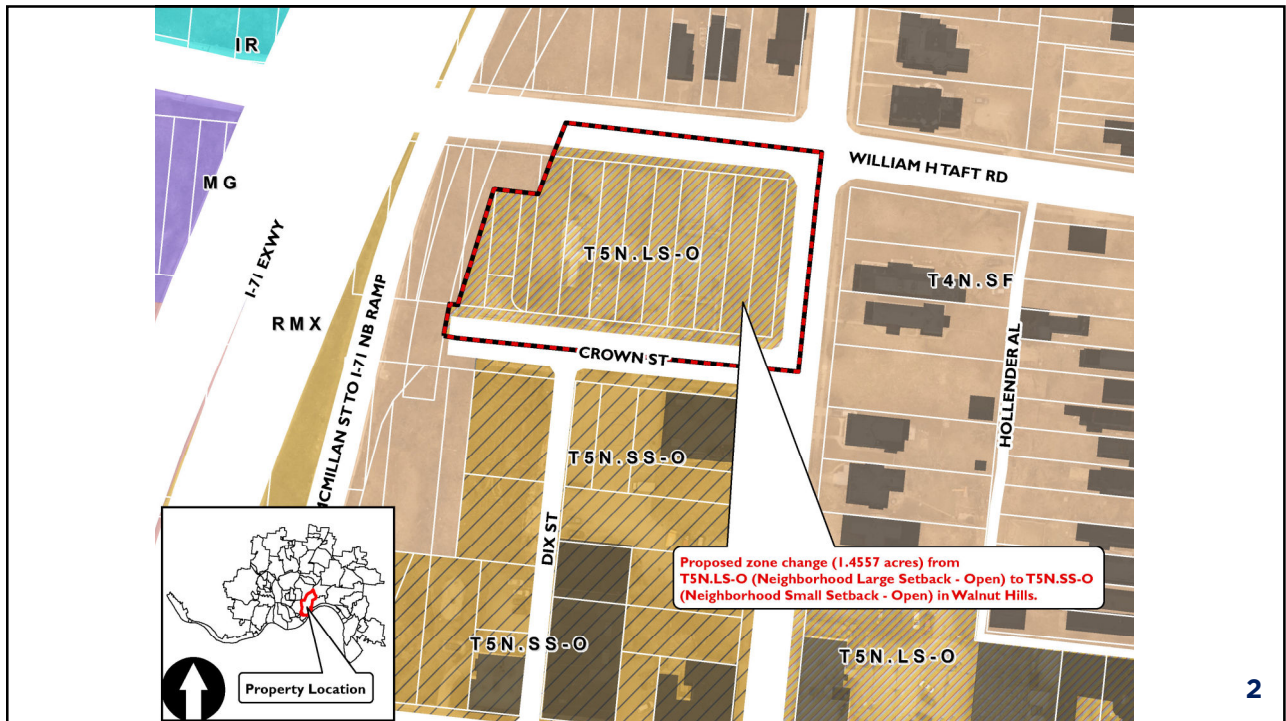 IR
WILLIAM H TAFT RD
MG
T5N.LS-O
I-71 EXWY
T4N.SF
RMX
MCMILLAN ST TO I-71 NB RAMP
CROWN ST
HOLLENDER AL
T5N.SS-O
DIX ST
Proposed zone change (1.4557 acres) from
T5N.LS-O (Neighborhood Large Setback - Open) to T5N.SS-O
(Neighborhood Small Setback - Open) in Walnut Hills.
T5N.SS-O
T5N.LS-O
Property Location
2